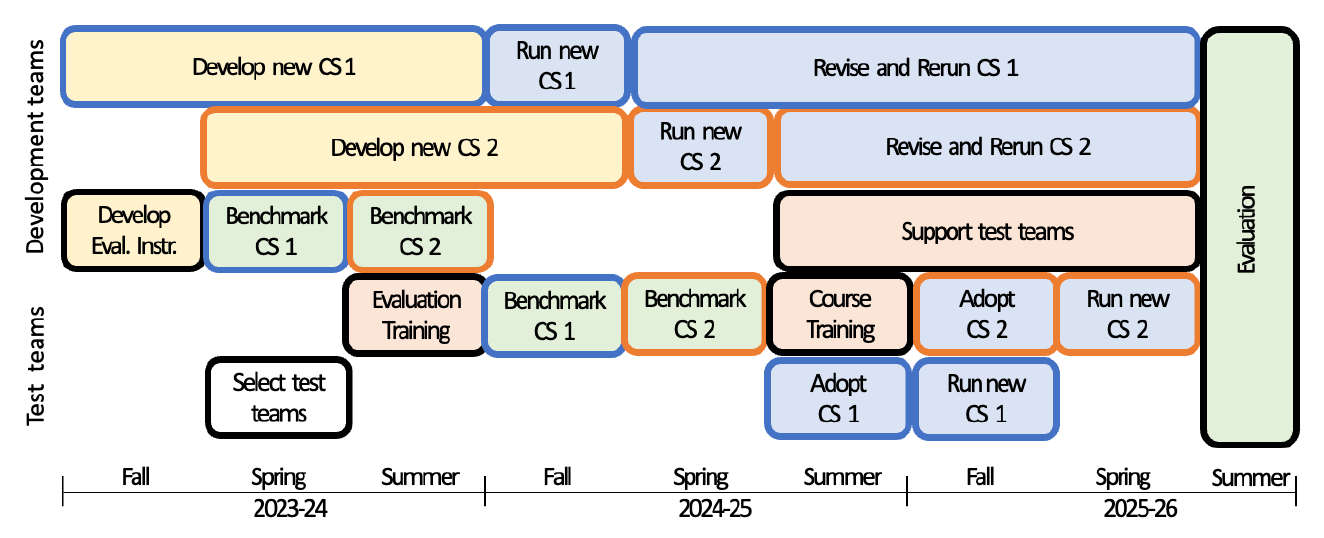 Development teams
Develop new CS 1
Run new
CS 1
Revise and Rerun CS 1
Develop new CS 2
Run new
CS 2
Revise and Rerun CS 2
Develop
Eval. Instr.
Benchmark
CS 1
Benchmark
CS 2
Support test teams
Evaluation
Test teams
Evaluation
Training
Benchmark
CS 1
Benchmark
CS 2
Course
Training
Adopt
CS 2
Run new
CS 2
Select test
teams
Adopt
CS 1
Run new
CS 1
Fall
Spring
Summer
Fall
Spring
Summer
Fall
Spring
Summer
2023-24
2024-25
2025-26